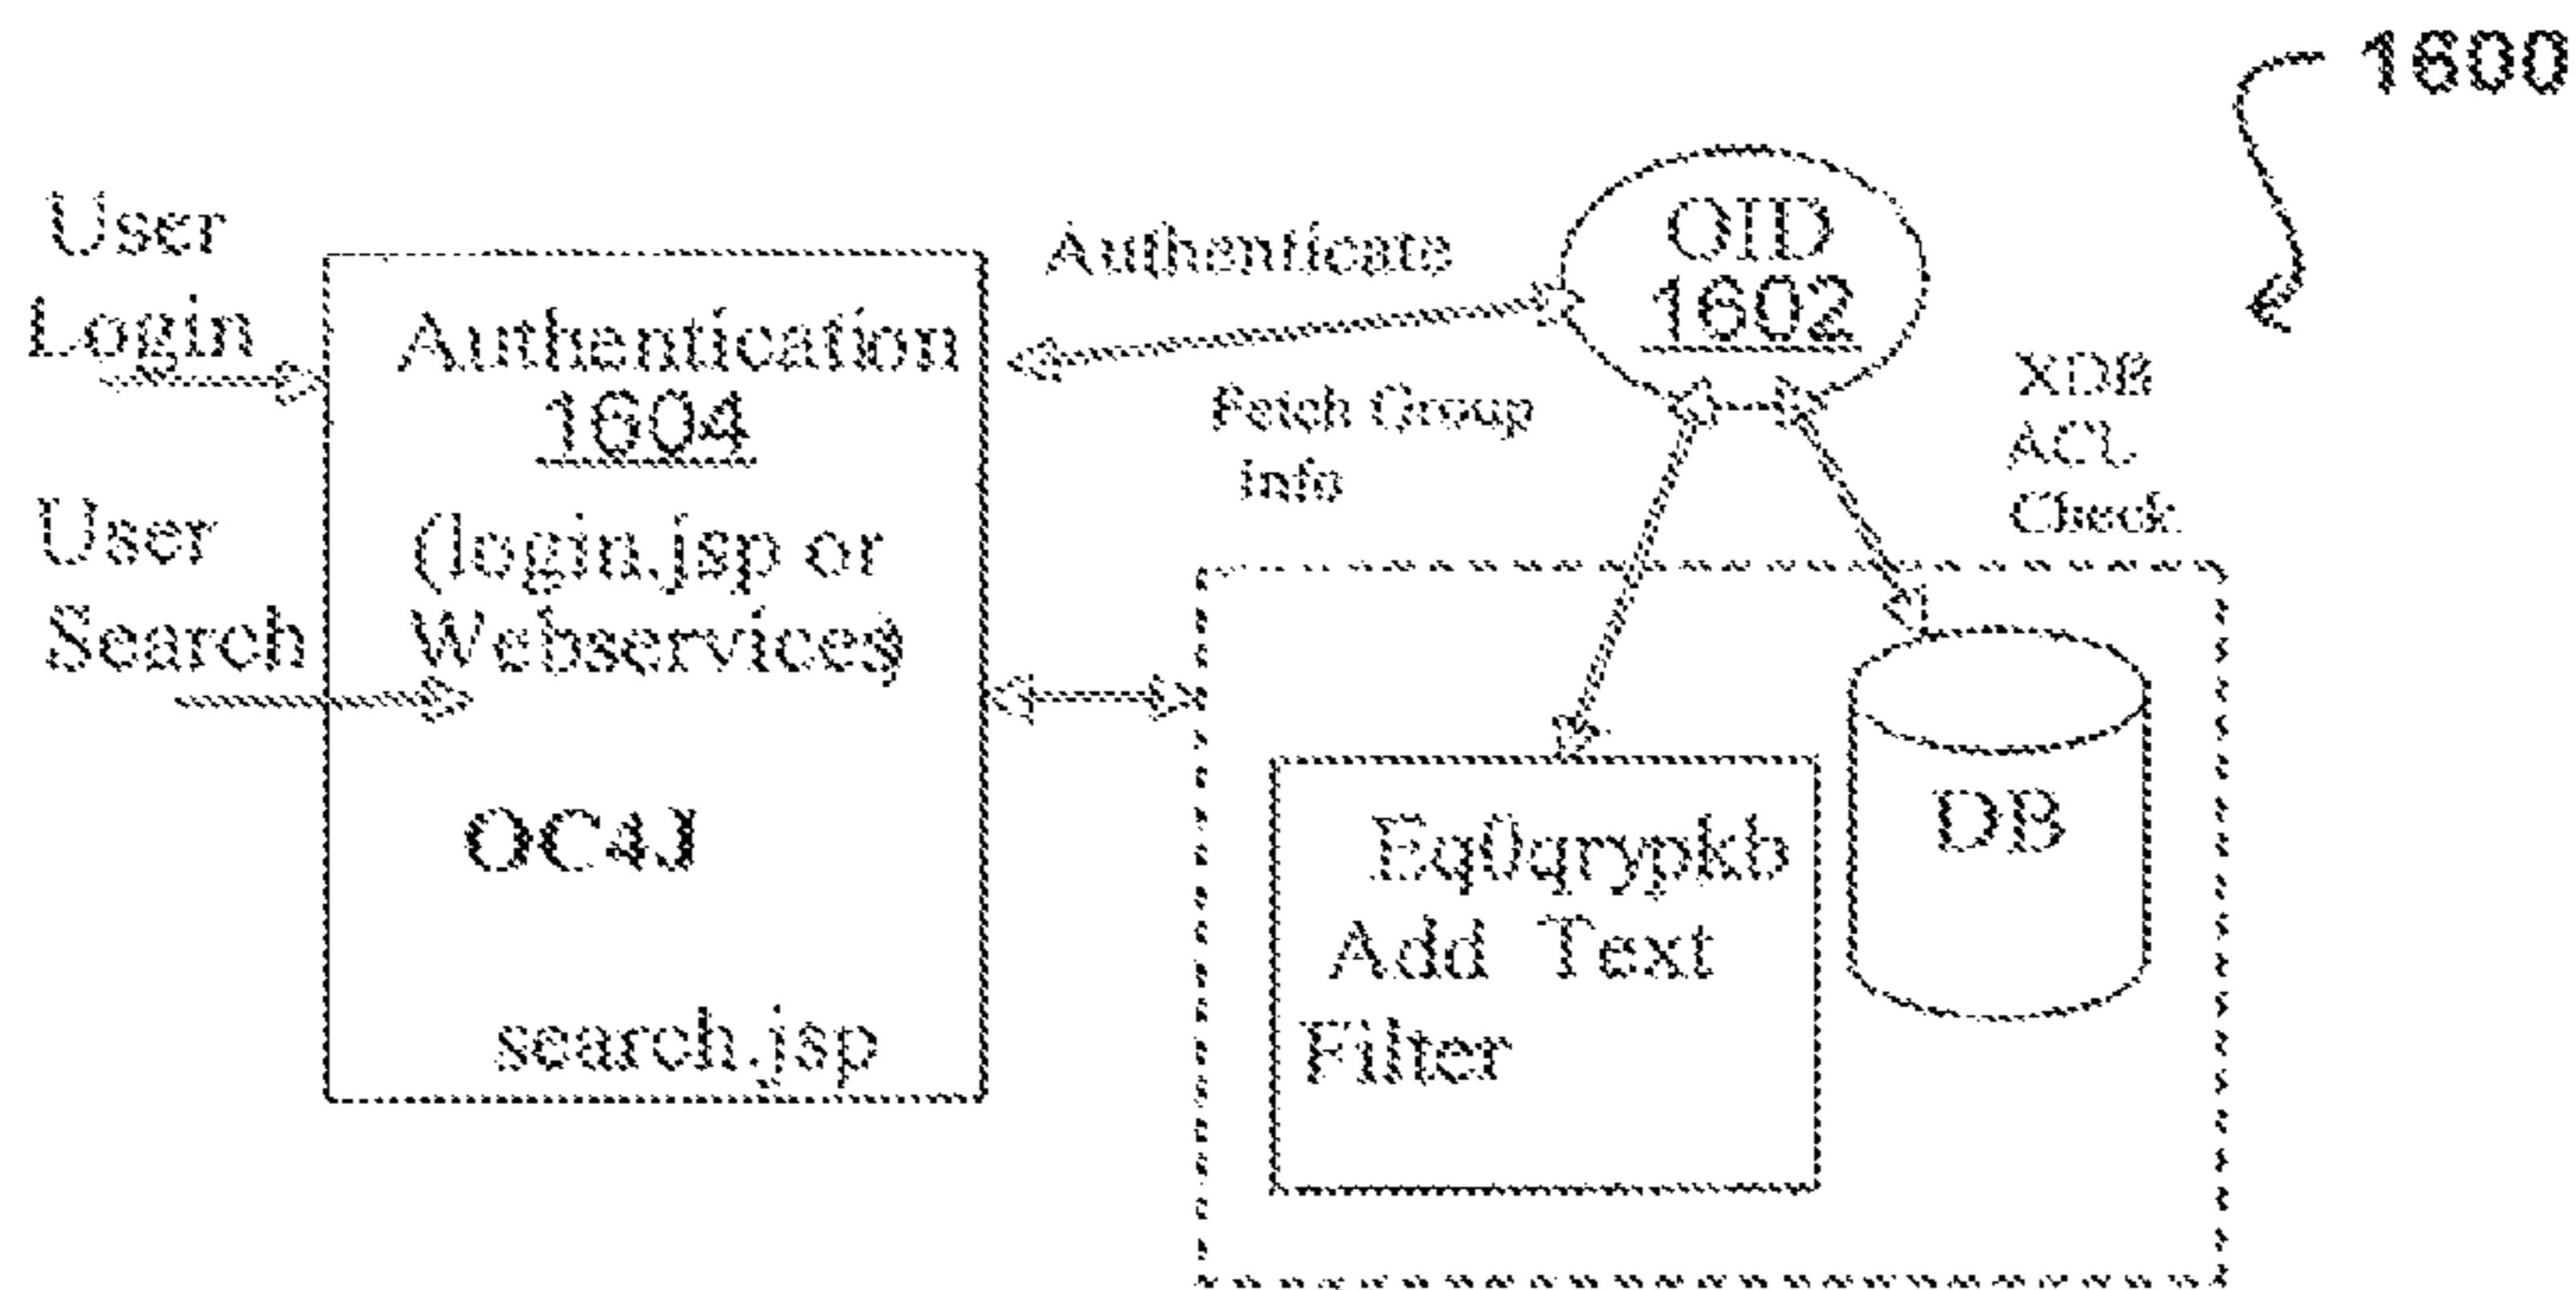 1600
User
Login
User
Search
Authentication
1604
(login.jsp or
Webservices)
OC4J
search.jsp
Authenticate
OID
1602
Fetch Group
info
XDB
ACL
Check
Eq0qrypkb
Add Text
Filter
DB